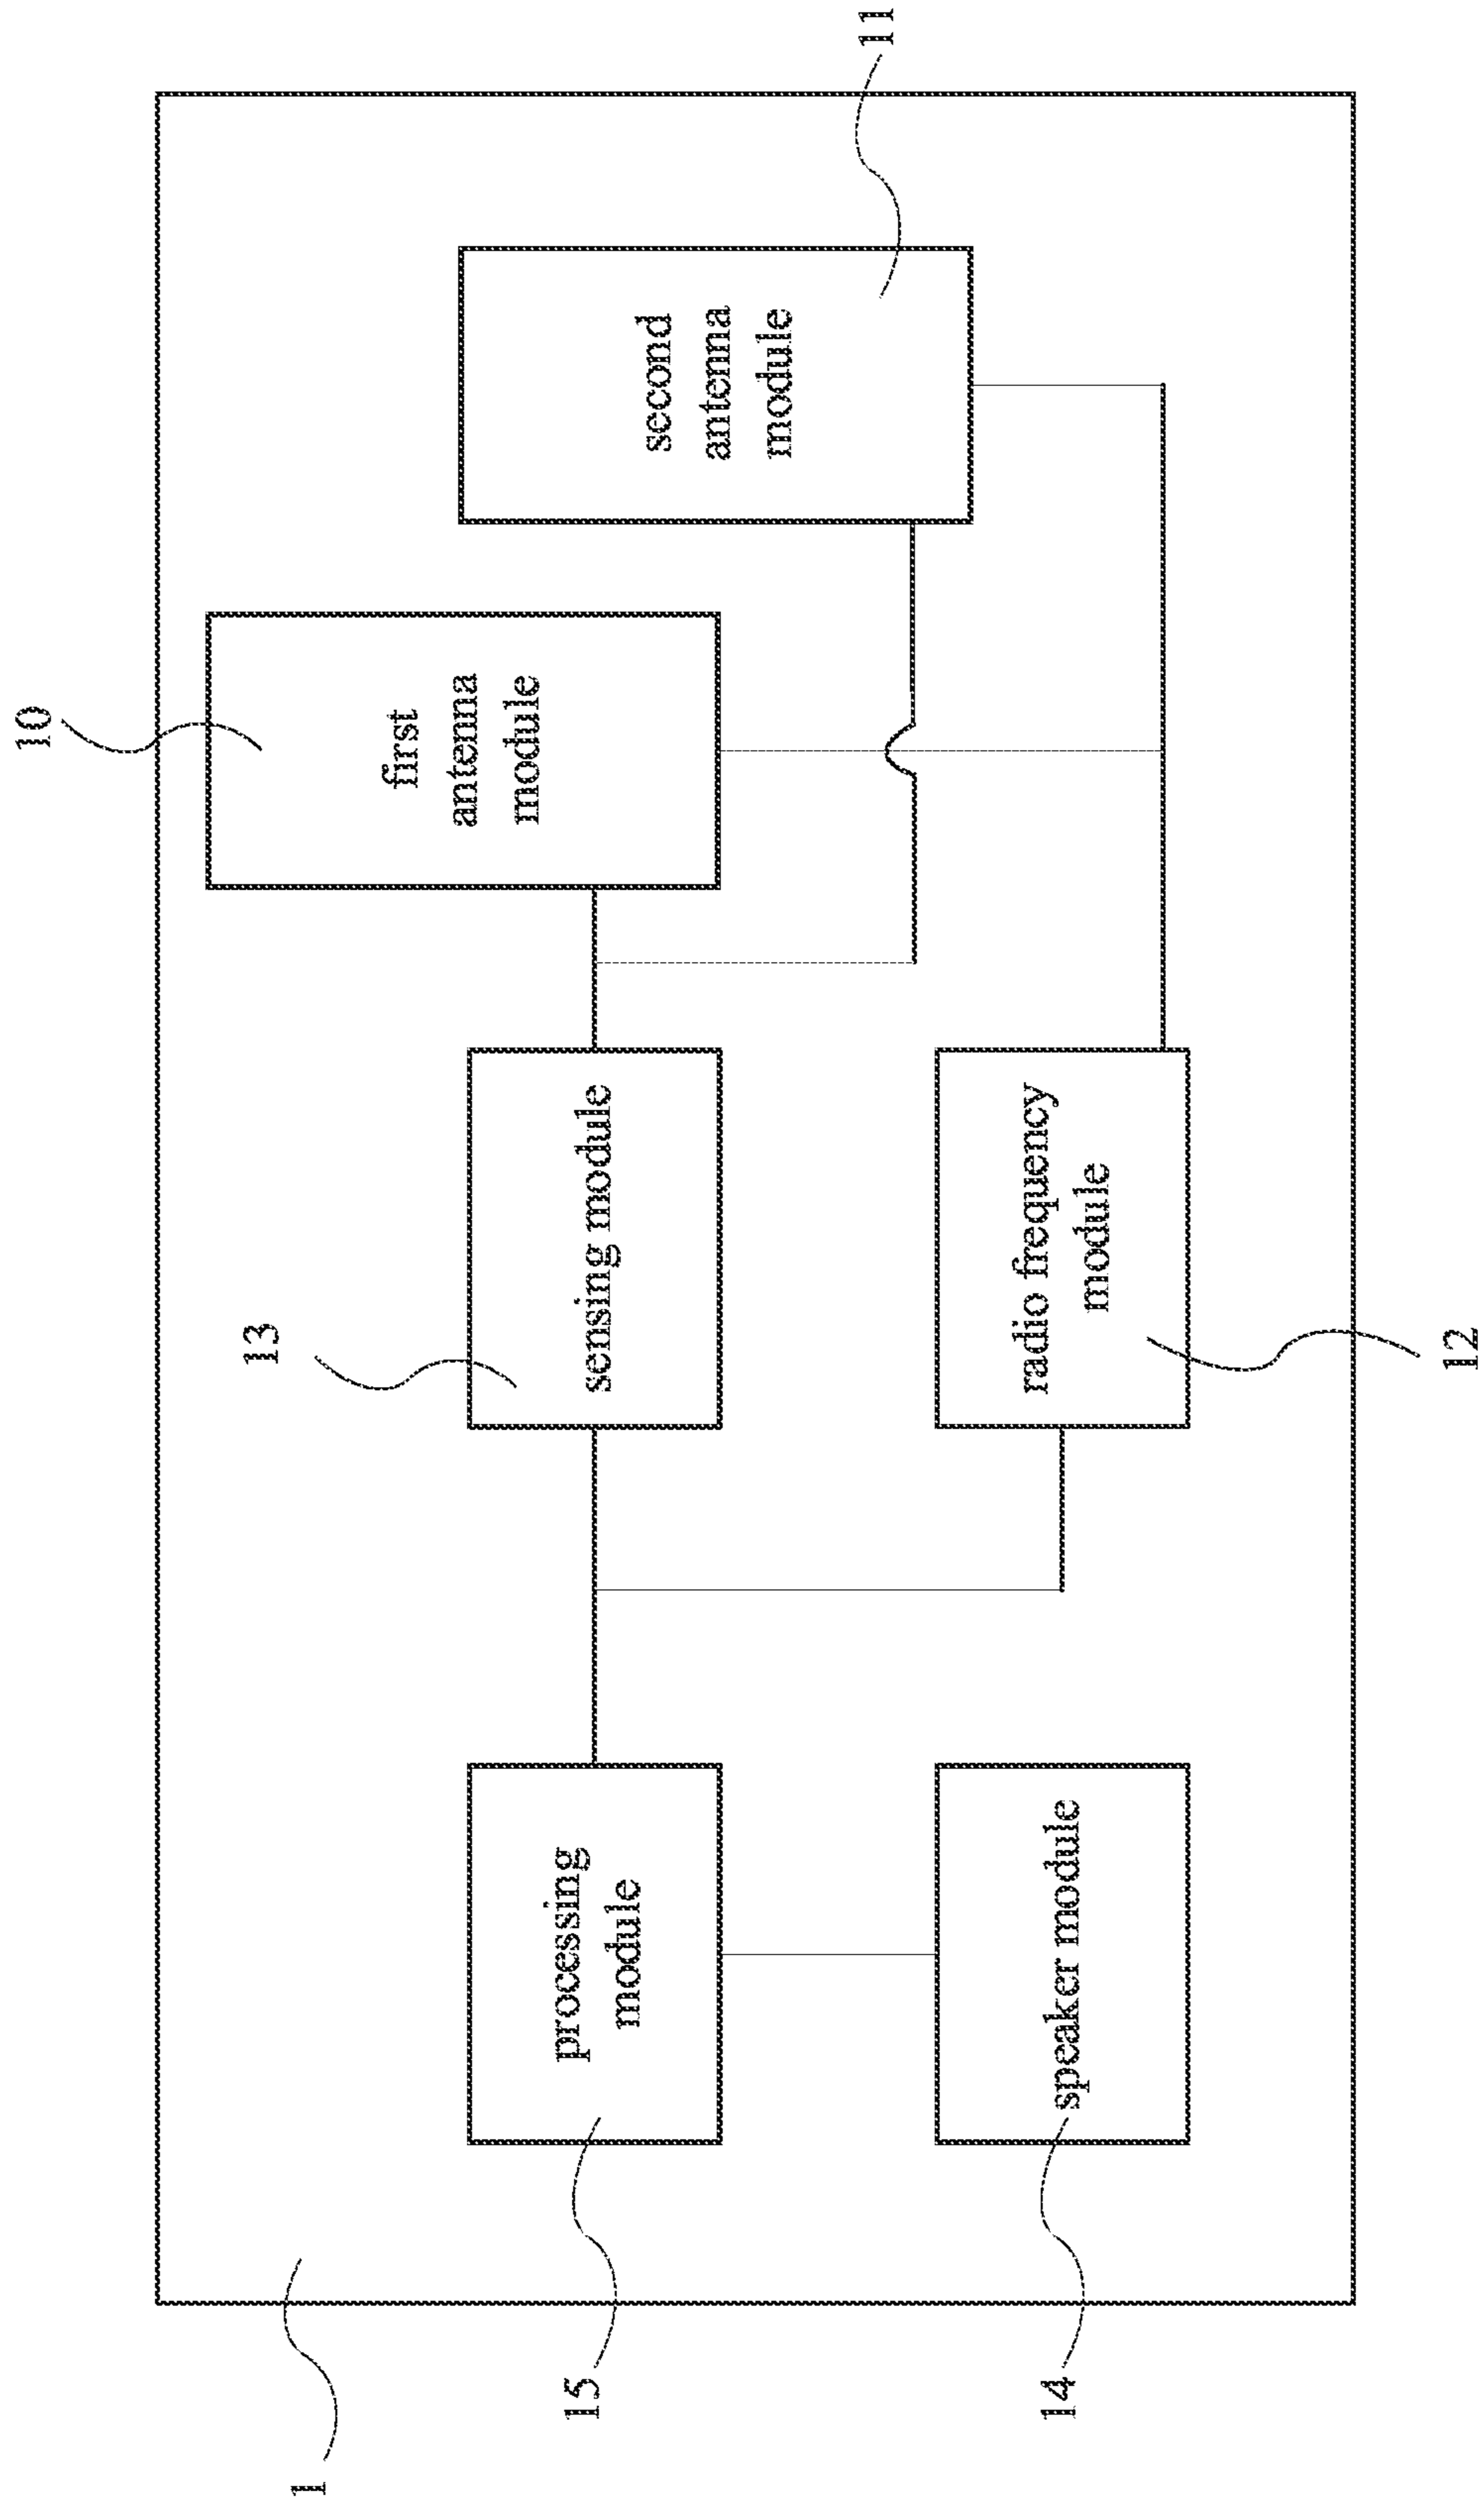 1
10
first
antenna
module
11
second
antenna
module
13
sensing module
12
radio frequency
module
15
processing
module
14
speaker module